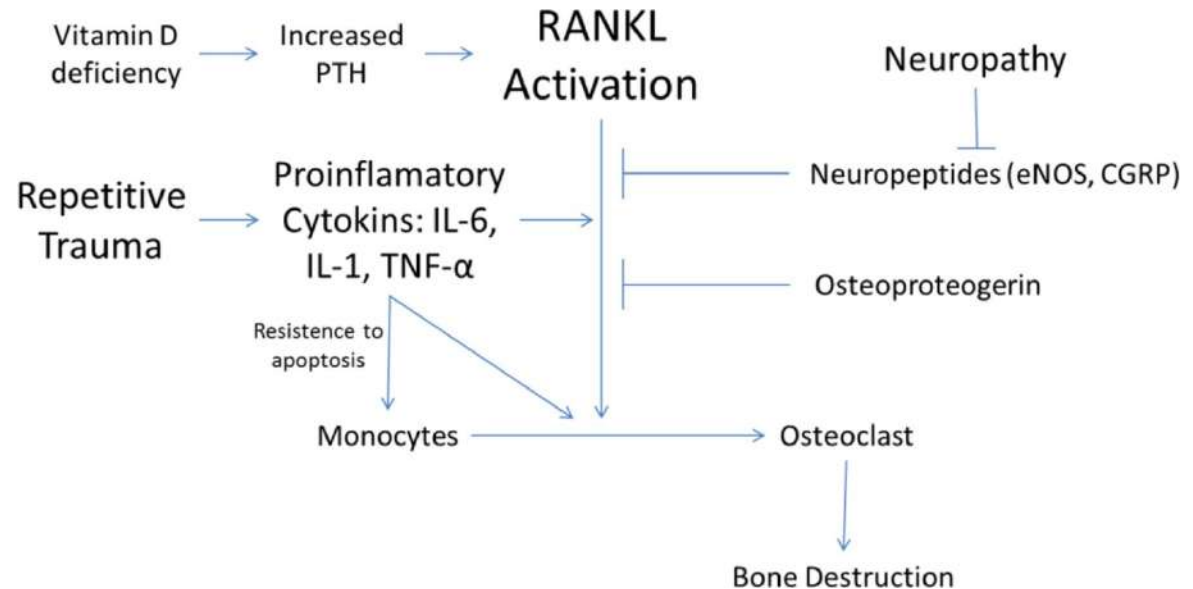 Vitamin D
deficiency
Increased
PTH
RANKL
Activation
Neuropathy
Repetitive
Trauma
Proinflamatory
Cytokins: IL-6,
IL-1, TNF-α
Neuropeptides (eNOS, CGRP)
Osteoproteogerin
Resistence to
apoptosis
Monocytes
Osteoclast
Bone Destruction